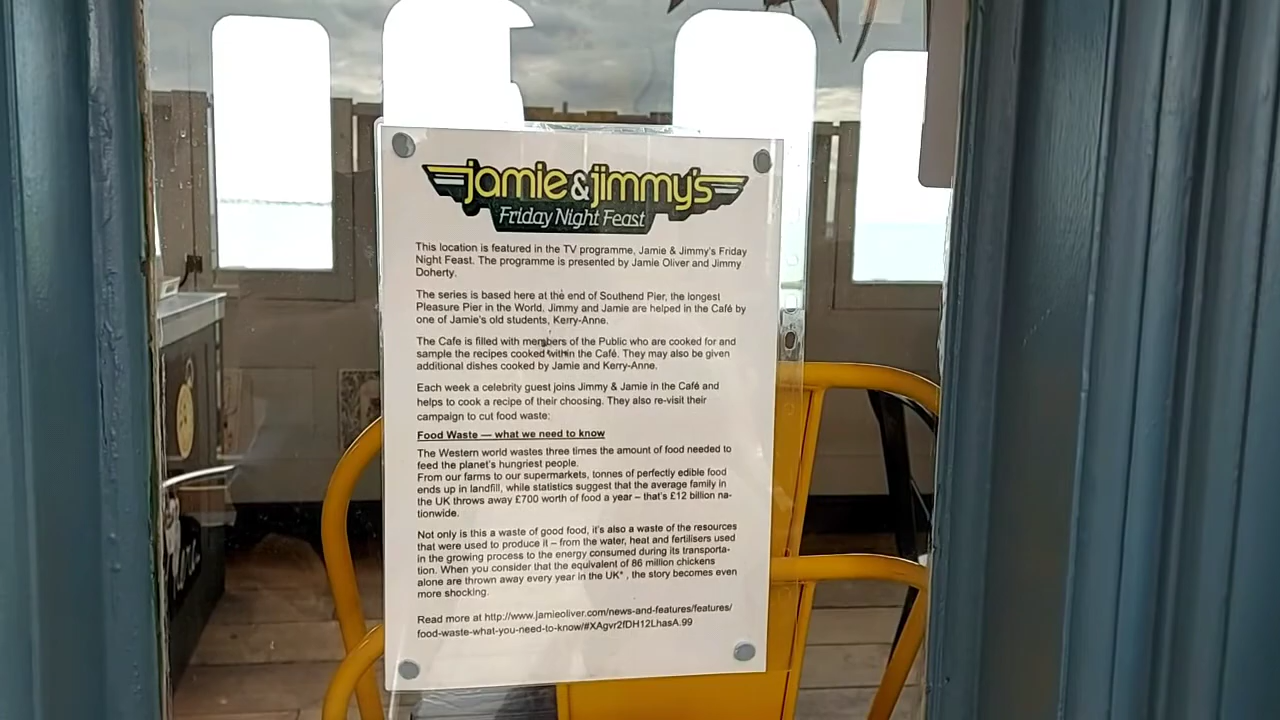 jamie & jimmy's
Friday Night Feast
This location is featured in the TV programme, Jamie & Jimmy's Friday
Night Feast. The programme is presented by Jamie Oliver and Jimmy
Doherty.
The series is based here at the end of Southend Pier, the longest
Pleasure Pier in the World. Jimmy and Jamie are helped in the Café by
one of Jamie's old students, Kerry-Anne.
The Cafe is filled with members of the Public who are cooked for and
sample the recipes cooked within the Café. They may also be given
additional dishes cooked by Jamie and Kerry-Anne.
Each week a celebrity guest joins Jimmy & Jamie in the Café and
helps to cook a recipe of their choosing. They also re-visit their
campaign to cut food waste:
Food Waste — what we need to know
The Western world wastes three times the amount of food needed to
feed the planet's hungriest people.
From our farms to our supermarkets, tonnes of perfectly edible food
ends up in landfill, while statistics suggest that the average family in
the UK throws away £700 worth of food a year – that's £12 billion na-
tionwide.
Not only is this a waste of good food, it's also a waste of the resources
that were used to produce it – from the water, heat and fertilisers used
in the growing process to the energy consumed during its transporta-
tion. When you consider that the equivalent of 86 million chickens
alone are thrown away every year in the UK* , the story becomes even
more shocking.
Read more at http://www.jamieoliver.com/news-and-features/features/
food-waste-what-you-need-to-know/#XAgvr2fDH12LhasA.99